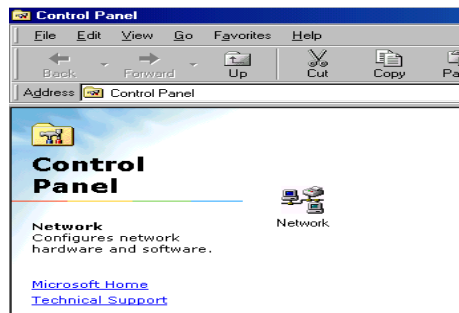 Control Panel
File Edit View Go Favorites Help
Back Forward Up Cut Copy Pa
Address Control Panel
Control
Panel
Network
Network
Configures network
hardware and software.
Microsoft Home
Technical Support